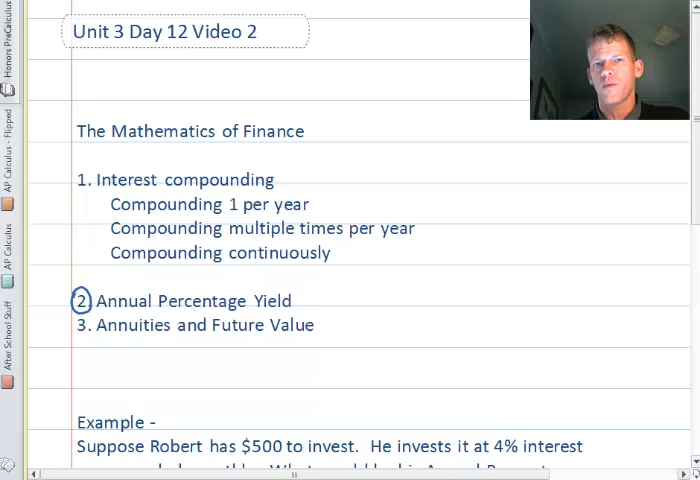 Unit 3 Day 12 Video 2
The Mathematics of Finance
1. Interest compounding
Compounding 1 per year
Compounding multiple times per year
Compounding continuously
2. Annual Percentage Yield
3. Annuities and Future Value
Example -
Suppose Robert has $500 to invest. He invests it at 4% interest
Honors PreCalculus
AP Calculus - Flipped
AP Calculus
After School Stuff